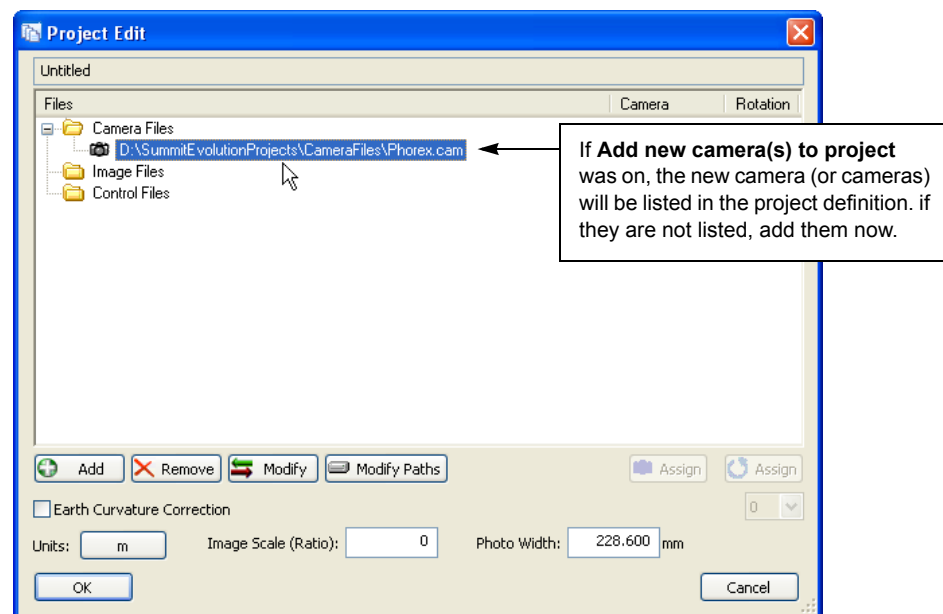 Project Edit
Untitled
Files Camera Rotation
Camera Files
D:\SummitEvolutionProjects\CameraFiles\Phorex.cam
Image Files
Control Files
If Add new camera(s) to project
was on, the new camera (or cameras)
will be listed in the project definition. if
they are not listed, add them now.
Add Remove Modify Modify Paths Assign Assign
Earth Curvature Correction 0
Units: m Image Scale (Ratio): 0 Photo Width: 228.600 mm
OK Cancel